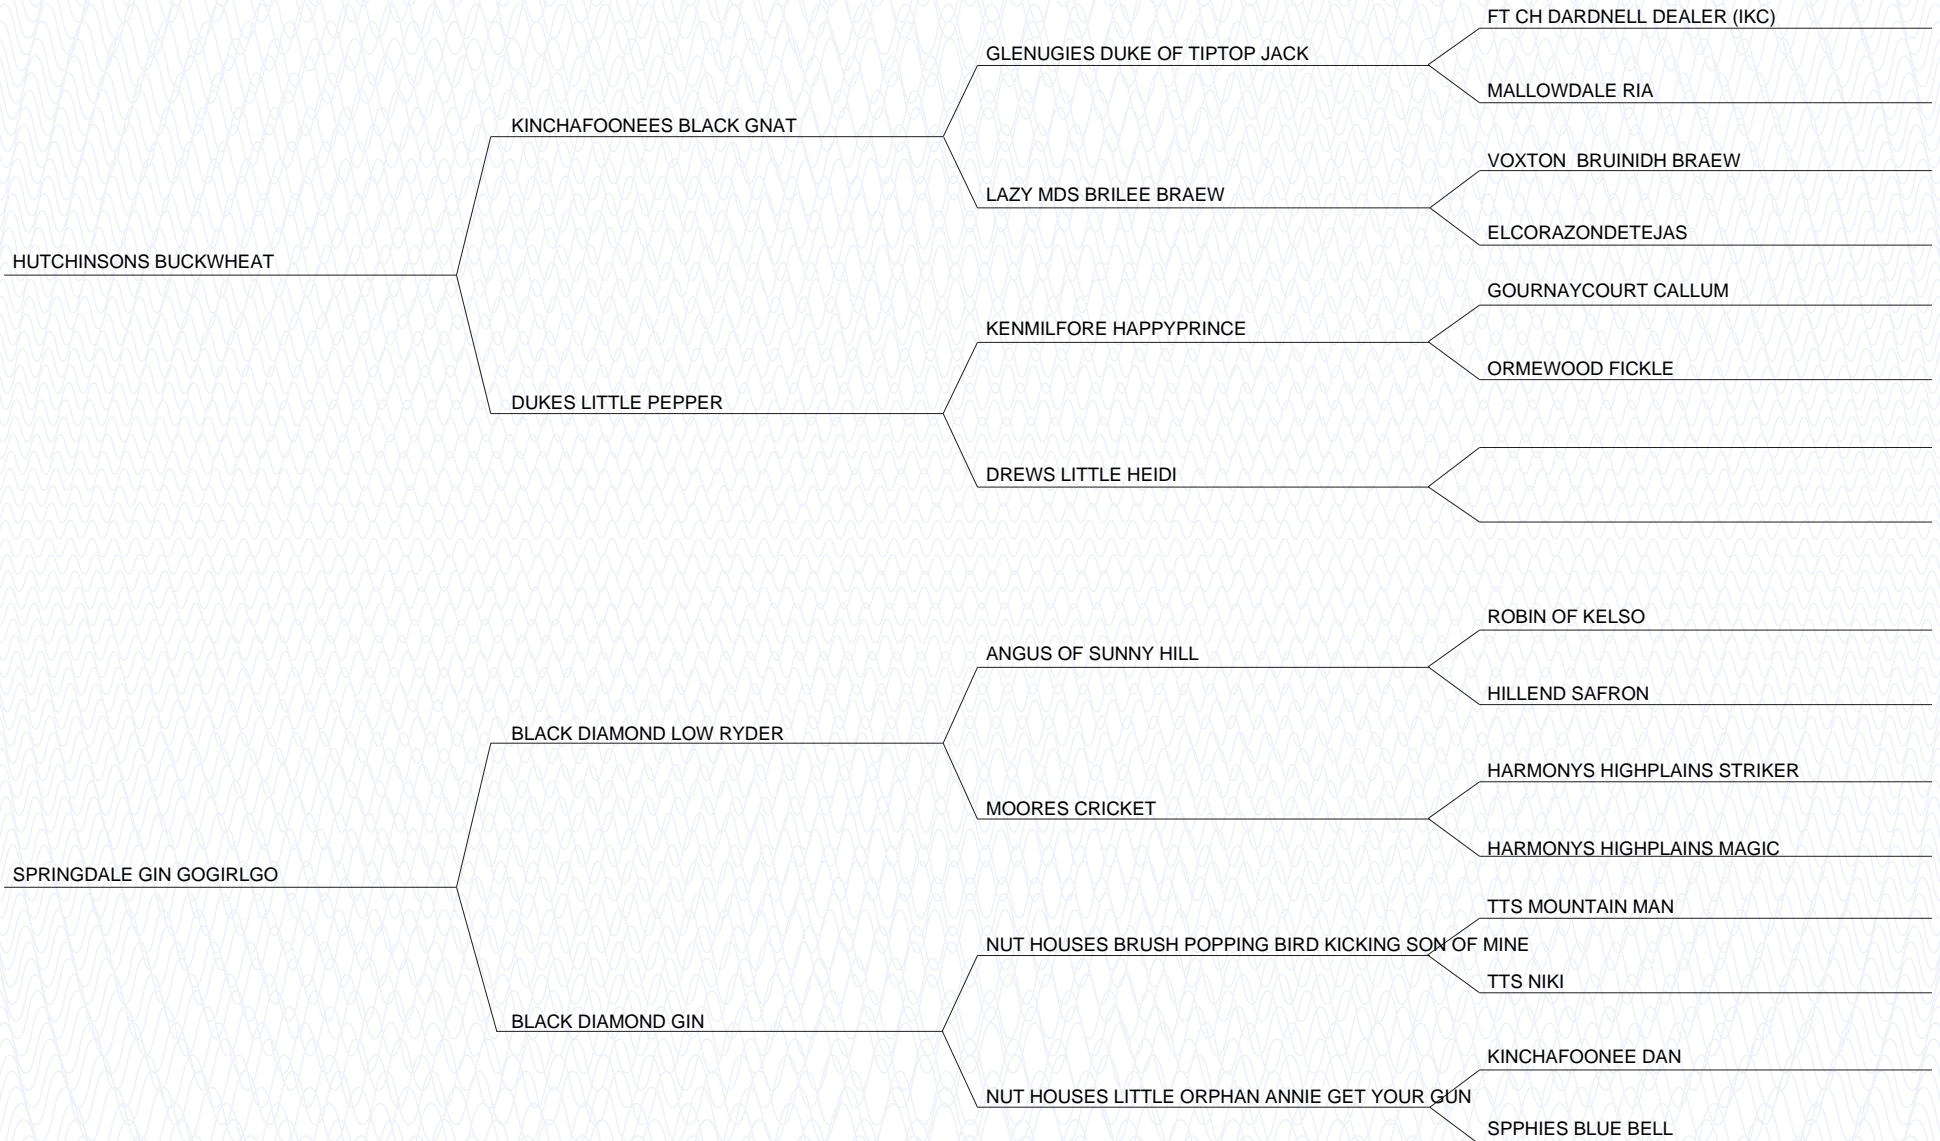 FT CH DARDNELL DEALER (IKC)
GLENUGIES DUKE OF TIPTOP JACK
MALLOWDALE RIA
KINCHAFOONEES BLACK GNAT
VOXTON  BRUINIDH BRAEW
LAZY MDS BRILEE BRAEW
ELCORAZONDETEJAS
HUTCHINSONS BUCKWHEAT
GOURNAYCOURT CALLUM
KENMILFORE HAPPYPRINCE
ORMEWOOD FICKLE
DUKES LITTLE PEPPER
DREWS LITTLE HEIDI
ROBIN OF KELSO
ANGUS OF SUNNY HILL
HILLEND SAFRON
BLACK DIAMOND LOW RYDER
HARMONYS HIGHPLAINS STRIKER
MOORES CRICKET
HARMONYS HIGHPLAINS MAGIC
SPRINGDALE GIN GOGIRLGO
TTS MOUNTAIN MAN
NUT HOUSES BRUSH POPPING BIRD KICKING SON OF MINE
TTS NIKI
BLACK DIAMOND GIN
KINCHAFOONEE DAN
NUT HOUSES LITTLE ORPHAN ANNIE GET YOUR GUN
SPPHIES BLUE BELL